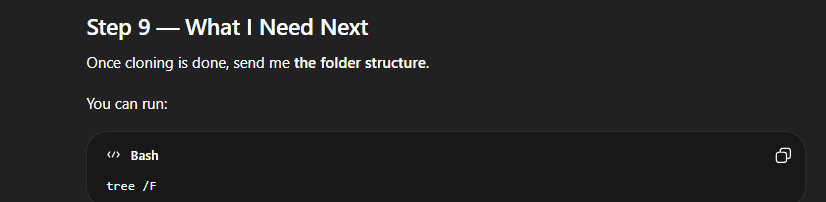 Step 9 — What I Need Next
Once cloning is done, send me the folder structure.
You can run:
Bash
tree /F